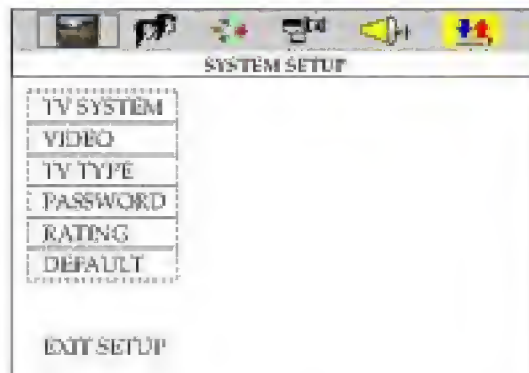 SYSTEM SETUP
TV SYSTEM
VIDEO
TV TYPE
PASSWORD
RATING
DEFAULT
EXIT SETUP